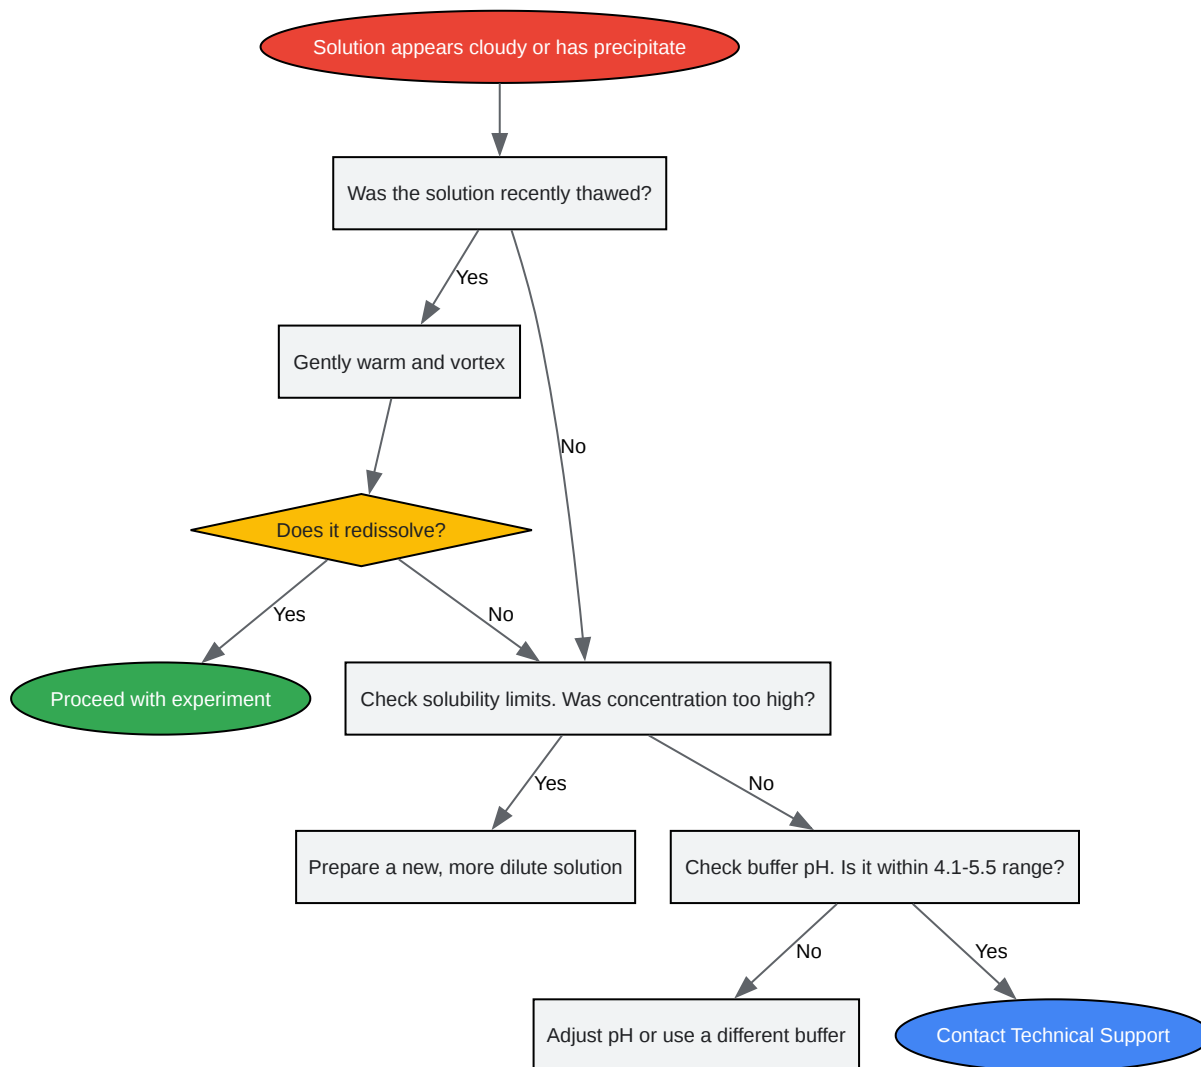 Solution appears cloudy or has precipitate
Was the solution recently thawed?
Yes
Gently warm and vortex
No
Does it redissolve?
Yes
No
Proceed with experiment
Check solubility limits. Was concentration too high?
Yes
No
Prepare a new, more dilute solution
Check buffer pH. Is it within 4.1-5.5 range?
No
Yes
Adjust pH or use a different buffer
Contact Technical Support